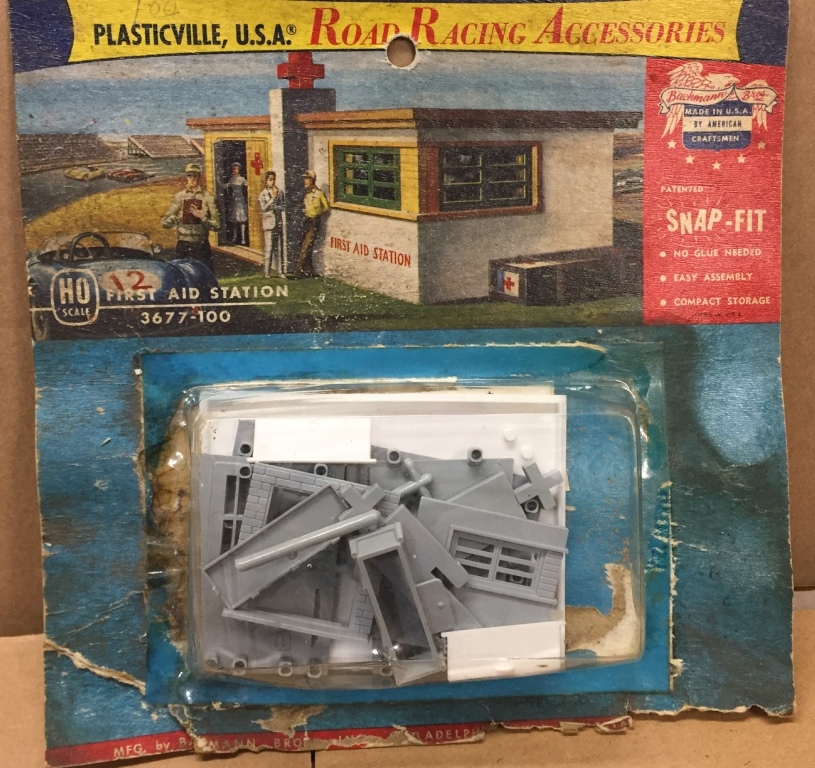 PLASTICVILLE, U.S.A.® ROAD RACING ACCESSORIES
Bachmann Bros.
MADE IN U.S.A.
BY AMERICAN
CRAFTSMEN
PATENTED
SNAP-FIT
• NO GLUE NEEDED
• EASY ASSEMBLY
• COMPACT STORAGE
FIRST AID STATION
12
HO
SCALE
FIRST AID STATION
3677-100
MFG. by